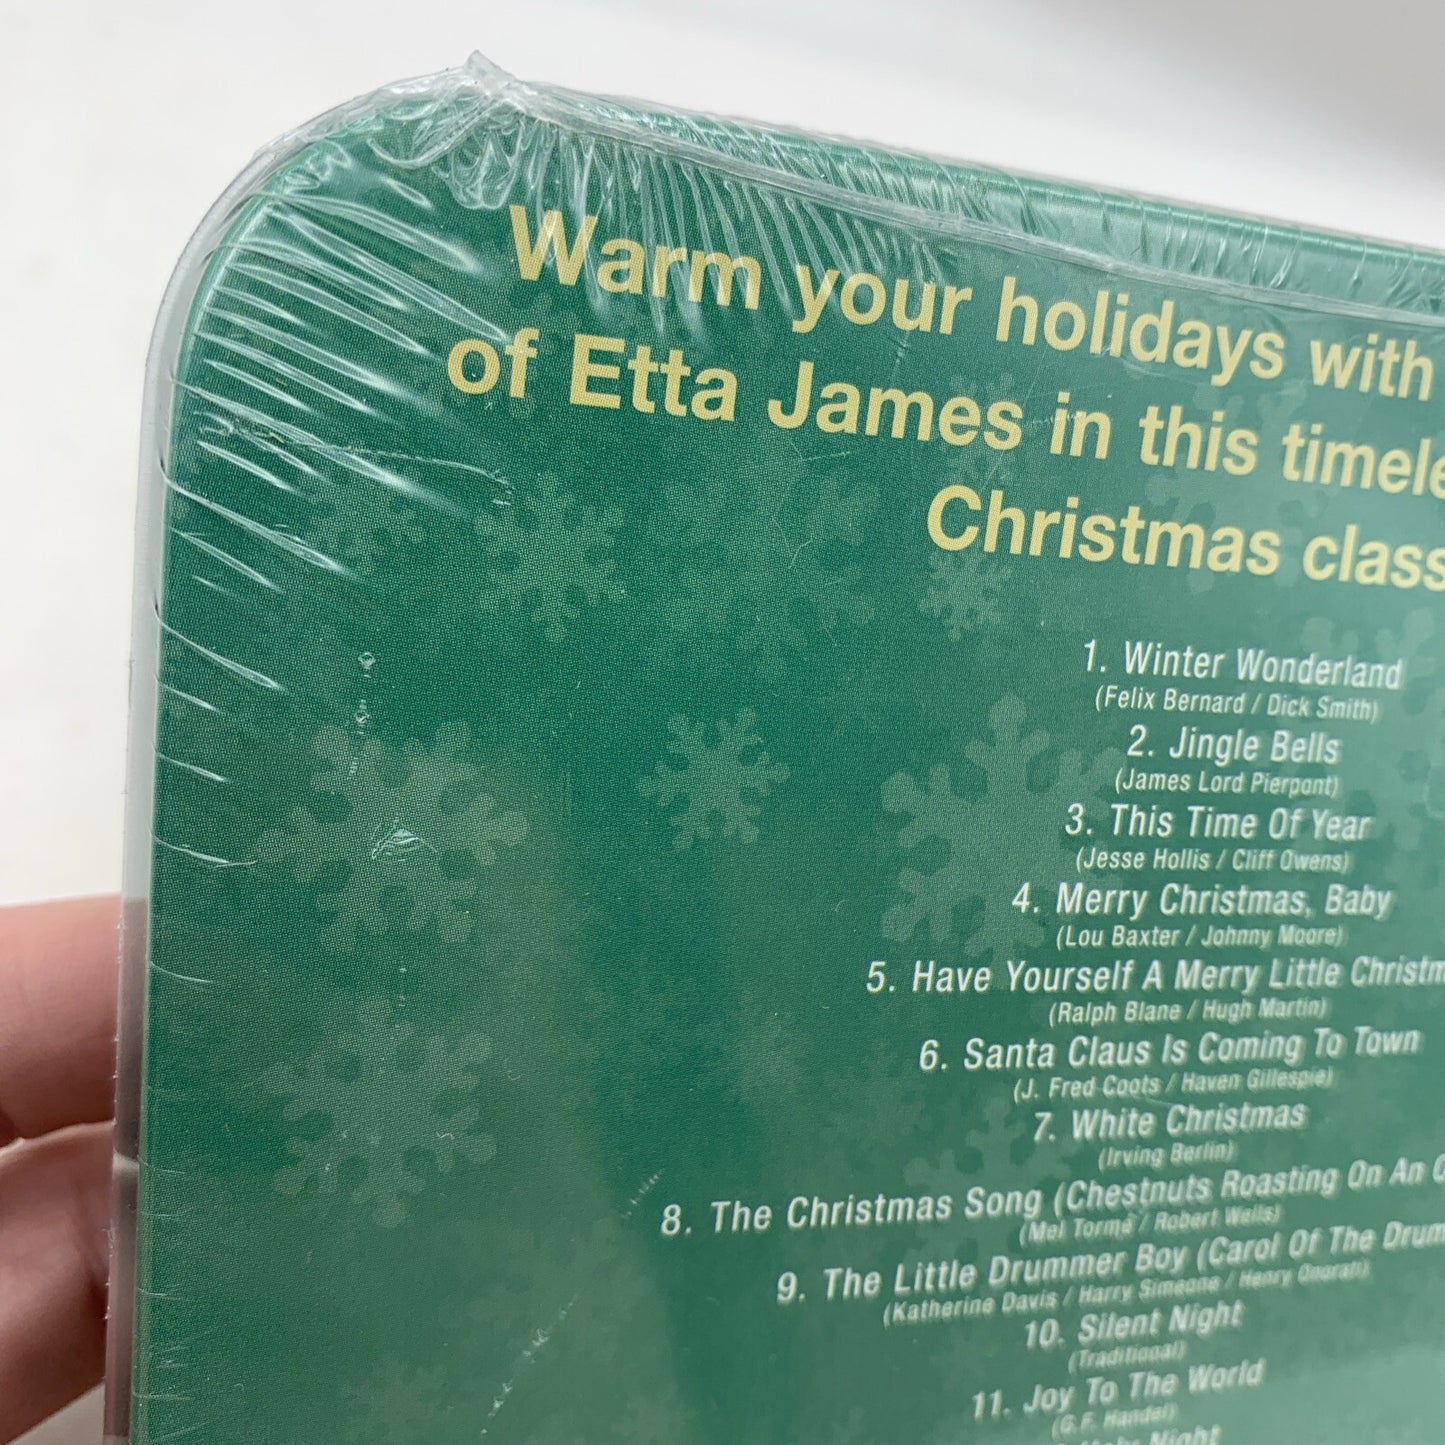 Warm your holidays with
of Etta James in this timele
Christmas class
1. Winter Wonderland
(Felix Bernard / Dick Smith)
2. Jingle Bells
(James Lord Pierpont)
3. This Time Of Year
(Jesse Hollis / Cliff Owens)
4. Merry Christmas, Baby
(Lou Baxter / Johnny Moore)
5. Have Yourself A Merry Little Christm
(Ralph Blane / Hugh Martin)
6. Santa Claus Is Coming To Town
(J. Fred Coots / Haven Gillespie)
7. White Christmas
(Irving Berlin)
8. The Christmas Song (Chestnuts Roasting On An O
(Mel Tormé / Robert Wells)
9. The Little Drummer Boy (Carol Of The Drum
(Katherine Davis / Harry Simeone / Henry Onorati)
10. Silent Night
(Traditional)
11. Joy To The World
(G.F. Handel)
Holy Night